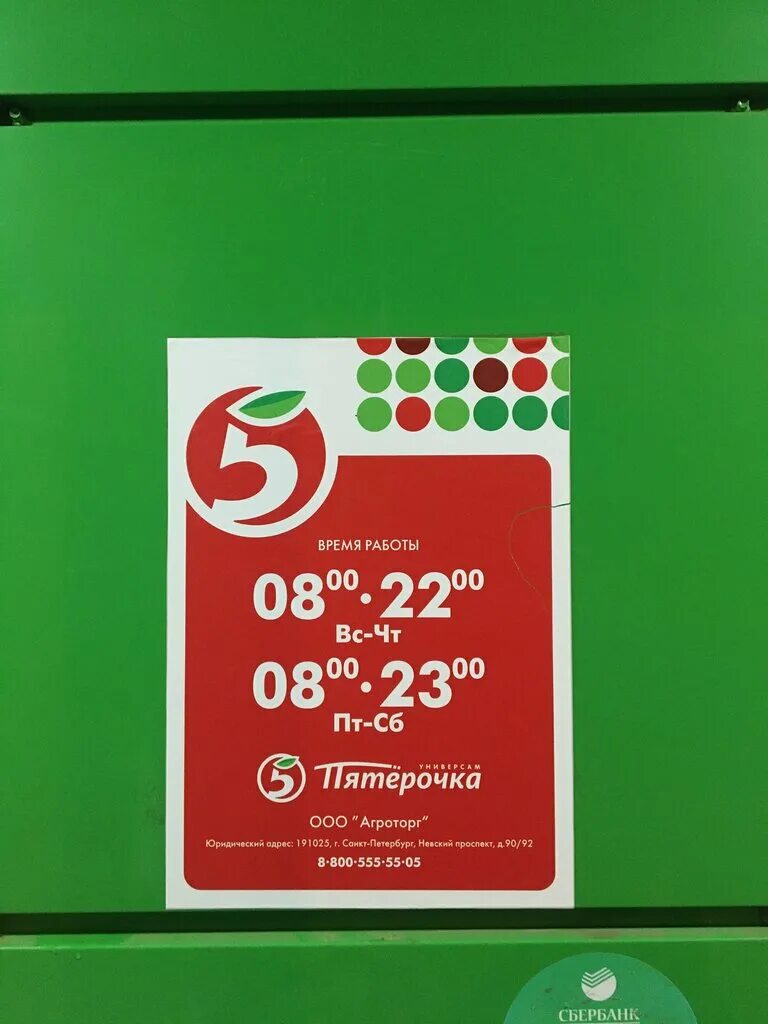 5
ВРЕМЯ РАБОТЫ
08⁰⁰·22⁰⁰
Вс-Чт
08⁰⁰·23⁰⁰
Пт-Сб
5 Пятёрочка УНИВЕРСАМ
ООО "Агроторг"
Юридический адрес: 191025, г. Санкт-Петербург, Невский проспект, д.90/92
8·800·555·55·05
СБЕРБАНК